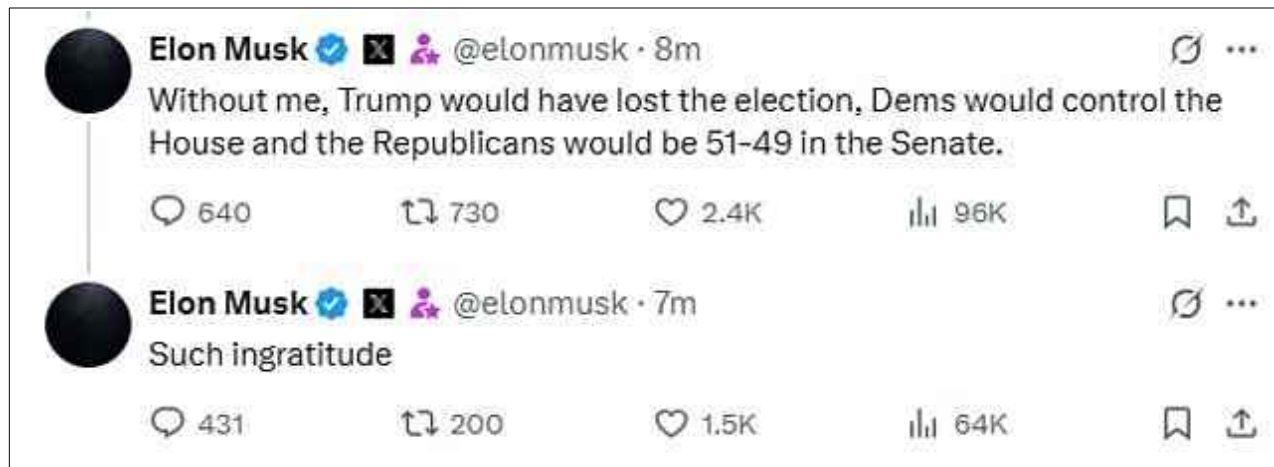 Elon Musk @elonmusk · 8m
Without me, Trump would have lost the election, Dems would control the
House and the Republicans would be 51-49 in the Senate.
640 730 2.4K 96K
Elon Musk @elonmusk · 7m
Such ingratitude
431 200 1.5K 64K